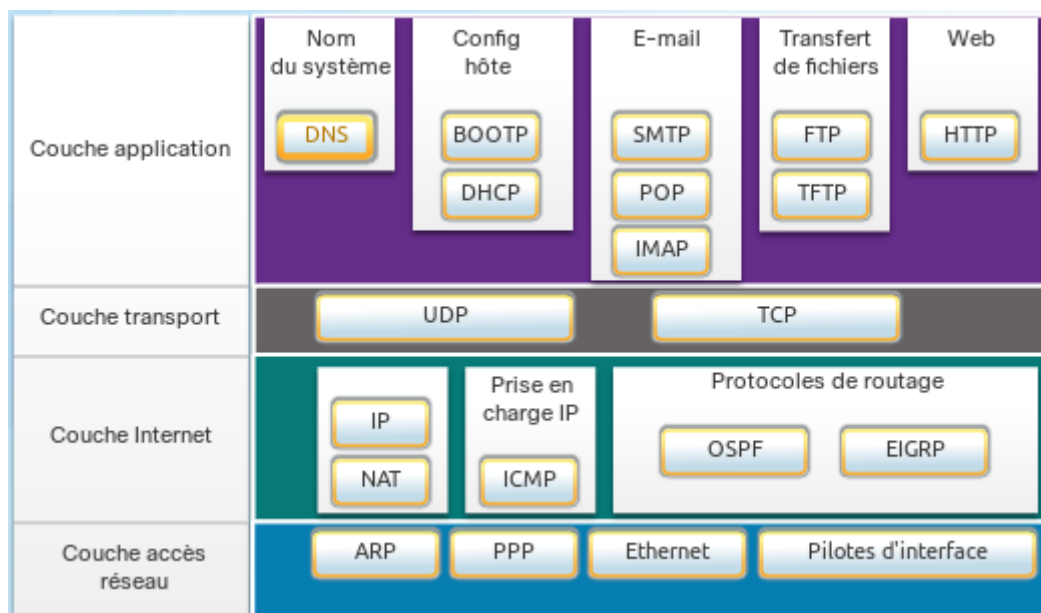 Couche application
Nom
du système
DNS
Config
hôte
BOOTP
DHCP
E-mail
SMTP
POP
IMAP
Transfert
de fichiers
FTP
TFTP
Web
HTTP
Couche transport
UDP
TCP
Couche Internet
IP
NAT
Prise en
charge IP
ICMP
Protocoles de routage
OSPF
EIGRP
Couche accès
réseau
ARP
PPP
Ethernet
Pilotes d'interface